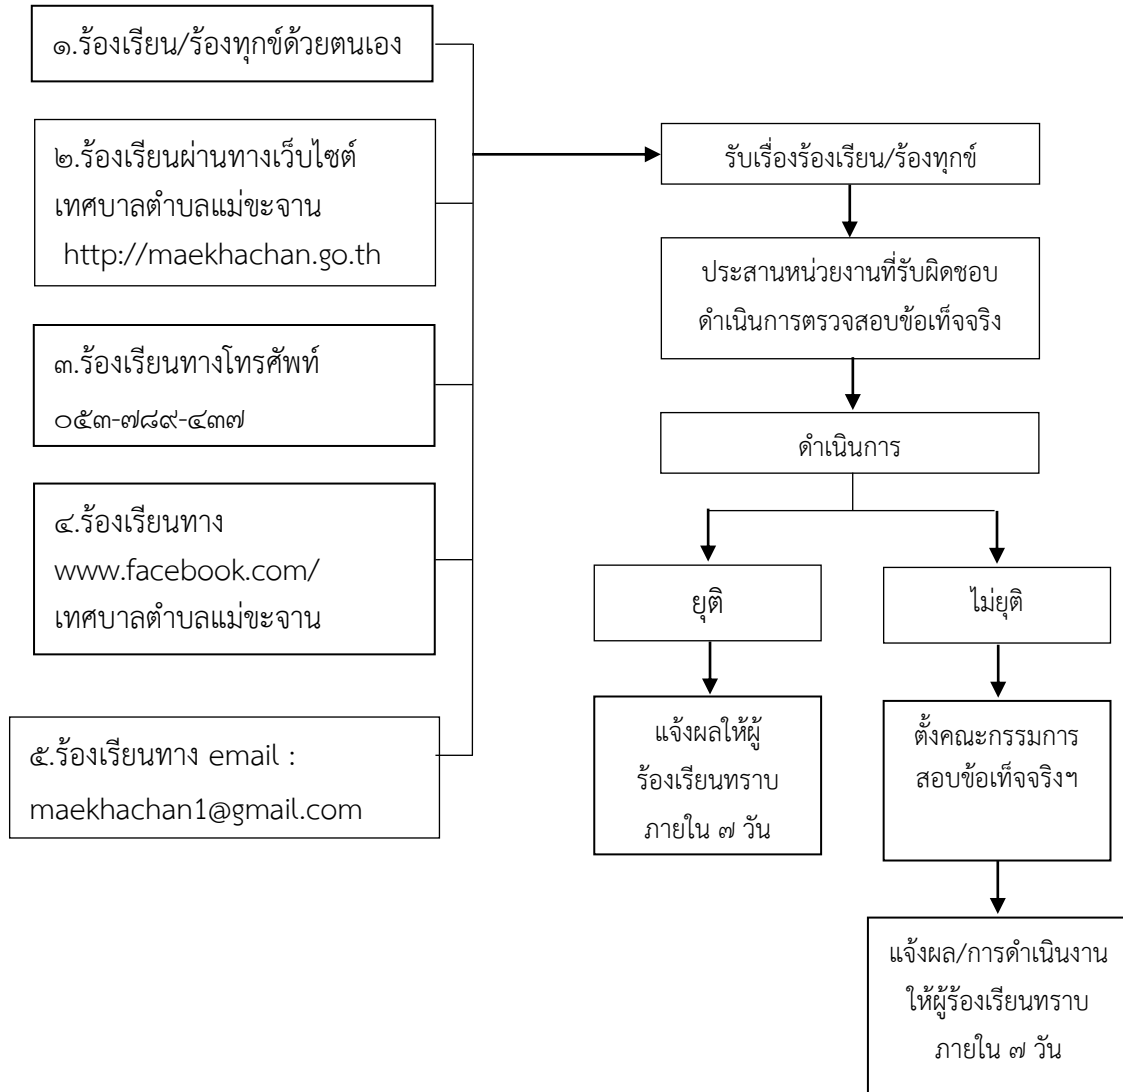 ๑.ร้องเรียน/ร้องทุกข์ด้วยตนเอง
๒.ร้องเรียนผ่านทางเว็บไซต์
เทศบาลตำบลแม่ขะจาน
http://maekhachan.go.th
๓.ร้องเรียนทางโทรศัพท์
๐๕๓-๗๘๙-๔๓๗
๔.ร้องเรียนทาง
www.facebook.com/
เทศบาลตำบลแม่ขะจาน
๕.ร้องเรียนทาง email :
maekhachan1@gmail.com
รับเรื่องร้องเรียน/ร้องทุกข์
ประสานหน่วยงานที่รับผิดชอบ
ดำเนินการตรวจสอบข้อเท็จจริง
ดำเนินการ
ยุติ
แจ้งผลให้ผู้
ร้องเรียนทราบ
ภายใน ๗ วัน
ไม่ยุติ
ตั้งคณะกรรมการ
สอบข้อเท็จจริงฯ
แจ้งผล/การดำเนินงาน
ให้ผู้ร้องเรียนทราบ
ภายใน ๗ วัน